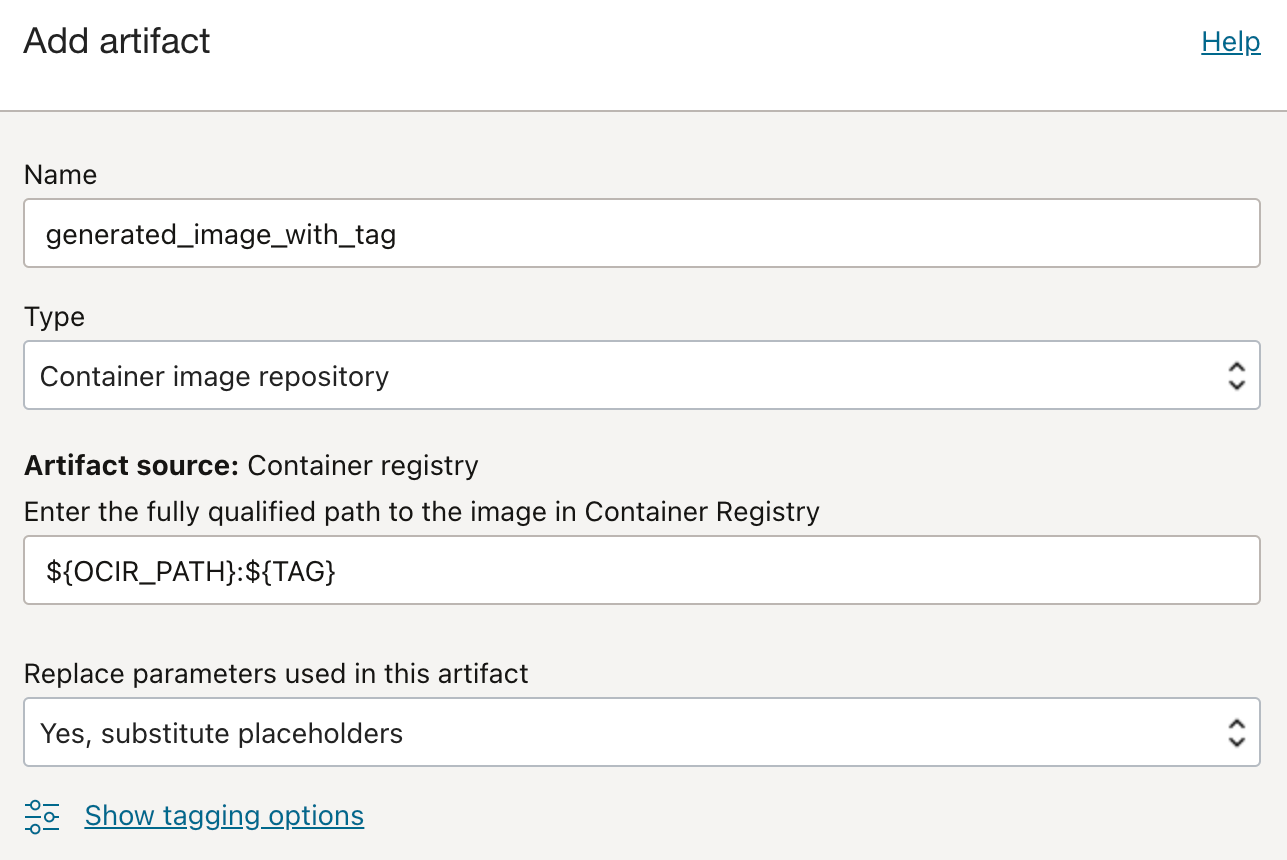 Add artifact
Help
Name
generated_image_with_tag
Type
Container image repository
Artifact source: Container registry
Enter the fully qualified path to the image in Container Registry
${OCIR_PATH}:${TAG}
Replace parameters used in this artifact
Yes, substitute placeholders
Show tagging options